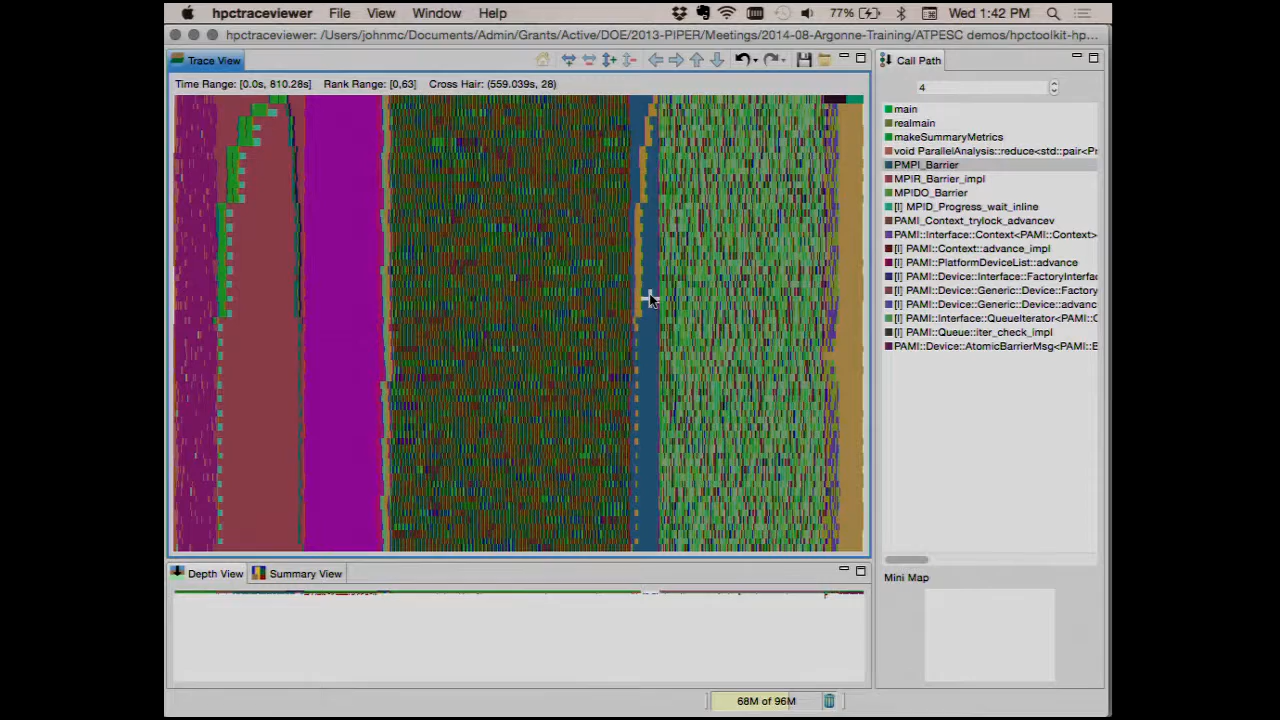 hpctraceviewer File View Window Help 77% Wed 1:42 PM
hpctraceviewer: /Users/johnmc/Documents/Admin/Grants/Active/DOE/2013-PIPER/Meetings/2014-08-Argonne-Training/ATPESC demos/hpctoolkit-hp...
Trace View
Time Range: [0.0s, 810.28s] Rank Range: [0,63] Cross Hair: (559.039s, 28)
Call Path
4
main
realmain
makeSummaryMetrics
void ParallelAnalysis::reduce<std::pair<Pr
PMPI_Barrier
MPIR_Barrier_impl
MPIDO_Barrier
[I] MPID_Progress_wait_inline
PAMI_Context_trylock_advancev
PAMI::Interface::Context<PAMI::Context>
[I] PAMI::Context::advance_impl
[I] PAMI::PlatformDeviceList::advance
[I] PAMI::Device::Interface::FactoryInterfa
[I] PAMI::Device::Generic::Device::Factory
[I] PAMI::Device::Generic::Device::advanc
[I] PAMI::Interface::QueueIterator<PAMI::
[I] PAMI::Queue::iter_check_impl
PAMI::Device::AtomicBarrierMsg<PAMI::E
Depth View Summary View
Mini Map
68M of 96M